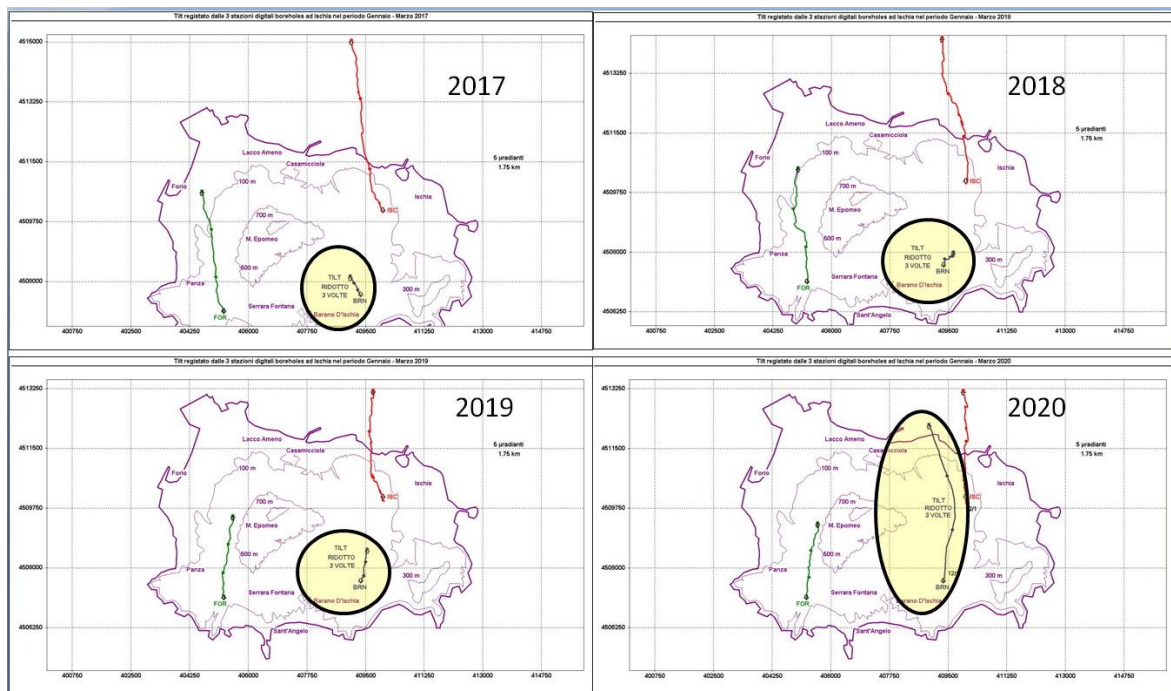 Tilt registato dalle 3 stazioni digitali boreholes ad Ischia nel periodo Gennaio - Marzo 2017
2017
4515000
4513250
4511500
4509750
4508000
4506250
Lacco Ameno
Casamicciola
5 µradianti
1.75 km
Forio
100 m
Ischia
ISC
700 m
M. Epomeo
500 m
Panza
TILT
RIDOTTO
3 VOLTE
BRN
300 m
Serrara Fontana
Barano D'Ischia
FOR
400750 402500 404250 406000 407750 409500 411250 413000 414750
Tilt registato dalle 3 stazioni digitali boreholes ad Ischia nel periodo Gennaio - Marzo 2018
2018
4513250
4511500
4509750
4508000
4506250
Lacco Ameno
Casamicciola
5 µradianti
1.75 km
Forio
100 m
Ischia
ISC
700 m
M. Epomeo
500 m
Panza
TILT
RIDOTTO
3 VOLTE
BRN
300 m
Serrara Fontana
Barano D'Ischia
FOR
Sant'Angelo
400750 402500 404250 406000 407750 409500 411250 413000 414750
Tilt registato dalle 3 stazioni digitali boreholes ad Ischia nel periodo Gennaio - Marzo 2019
2019
4513250
4511500
4509750
4508000
4506250
Lacco Ameno
Casamicciola
5 µradianti
1.75 km
Forio
100 m
Ischia
ISC
700 m
M. Epomeo
500 m
Panza
TILT
RIDOTTO
3 VOLTE
BRN
300 m
Serrara Fontana
Barano D'Ischia
FOR
Sant'Angelo
400750 402500 404250 406000 407750 409500 411250 413000 414750
Tilt registato dalle 3 stazioni digitali boreholes ad Ischia nel periodo Gennaio - Marzo 2020
2020
4513250
4511500
4509750
4508000
4506250
Lacco Ameno
Casamicciola
5 µradianti
1.75 km
Forio
100 m
Ischia
ISC
700 m
M. Epomeo
500 m
Panza
TILT
RIDOTTO
3 VOLTE
BRN
300 m
Serrara Fontana
Barano D'Ischia
FOR
Sant'Angelo
400750 402500 404250 406000 407750 409500 411250 413000 414750